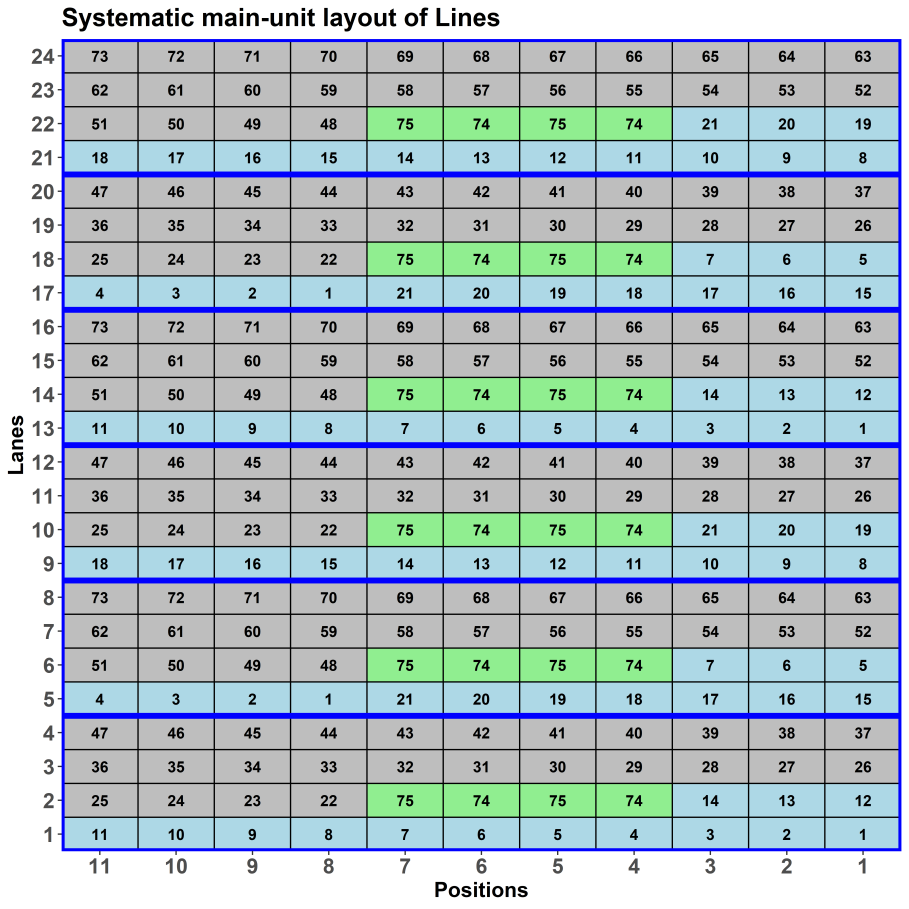 Systematic main-unit layout of Lines
24 73 72 71 70 69 68 67 66 65 64 63
23 62 61 60 59 58 57 56 55 54 53 52
22 51 50 49 48 75 74 75 74 21 20 19
21 18 17 16 15 14 13 12 11 10 9 8
20 47 46 45 44 43 42 41 40 39 38 37
19 36 35 34 33 32 31 30 29 28 27 26
18 25 24 23 22 75 74 75 74 7 6 5
17 4 3 2 1 21 20 19 18 17 16 15
16 73 72 71 70 69 68 67 66 65 64 63
15 62 61 60 59 58 57 56 55 54 53 52
14 51 50 49 48 75 74 75 74 14 13 12
13 11 10 9 8 7 6 5 4 3 2 1
Lanes
12 47 46 45 44 43 42 41 40 39 38 37
11 36 35 34 33 32 31 30 29 28 27 26
10 25 24 23 22 75 74 75 74 21 20 19
9 18 17 16 15 14 13 12 11 10 9 8
8 73 72 71 70 69 68 67 66 65 64 63
7 62 61 60 59 58 57 56 55 54 53 52
6 51 50 49 48 75 74 75 74 7 6 5
5 4 3 2 1 21 20 19 18 17 16 15
4 47 46 45 44 43 42 41 40 39 38 37
3 36 35 34 33 32 31 30 29 28 27 26
2 25 24 23 22 75 74 75 74 14 13 12
1 11 10 9 8 7 6 5 4 3 2 1
11 10 9 8 7 6 5 4 3 2 1
Positions